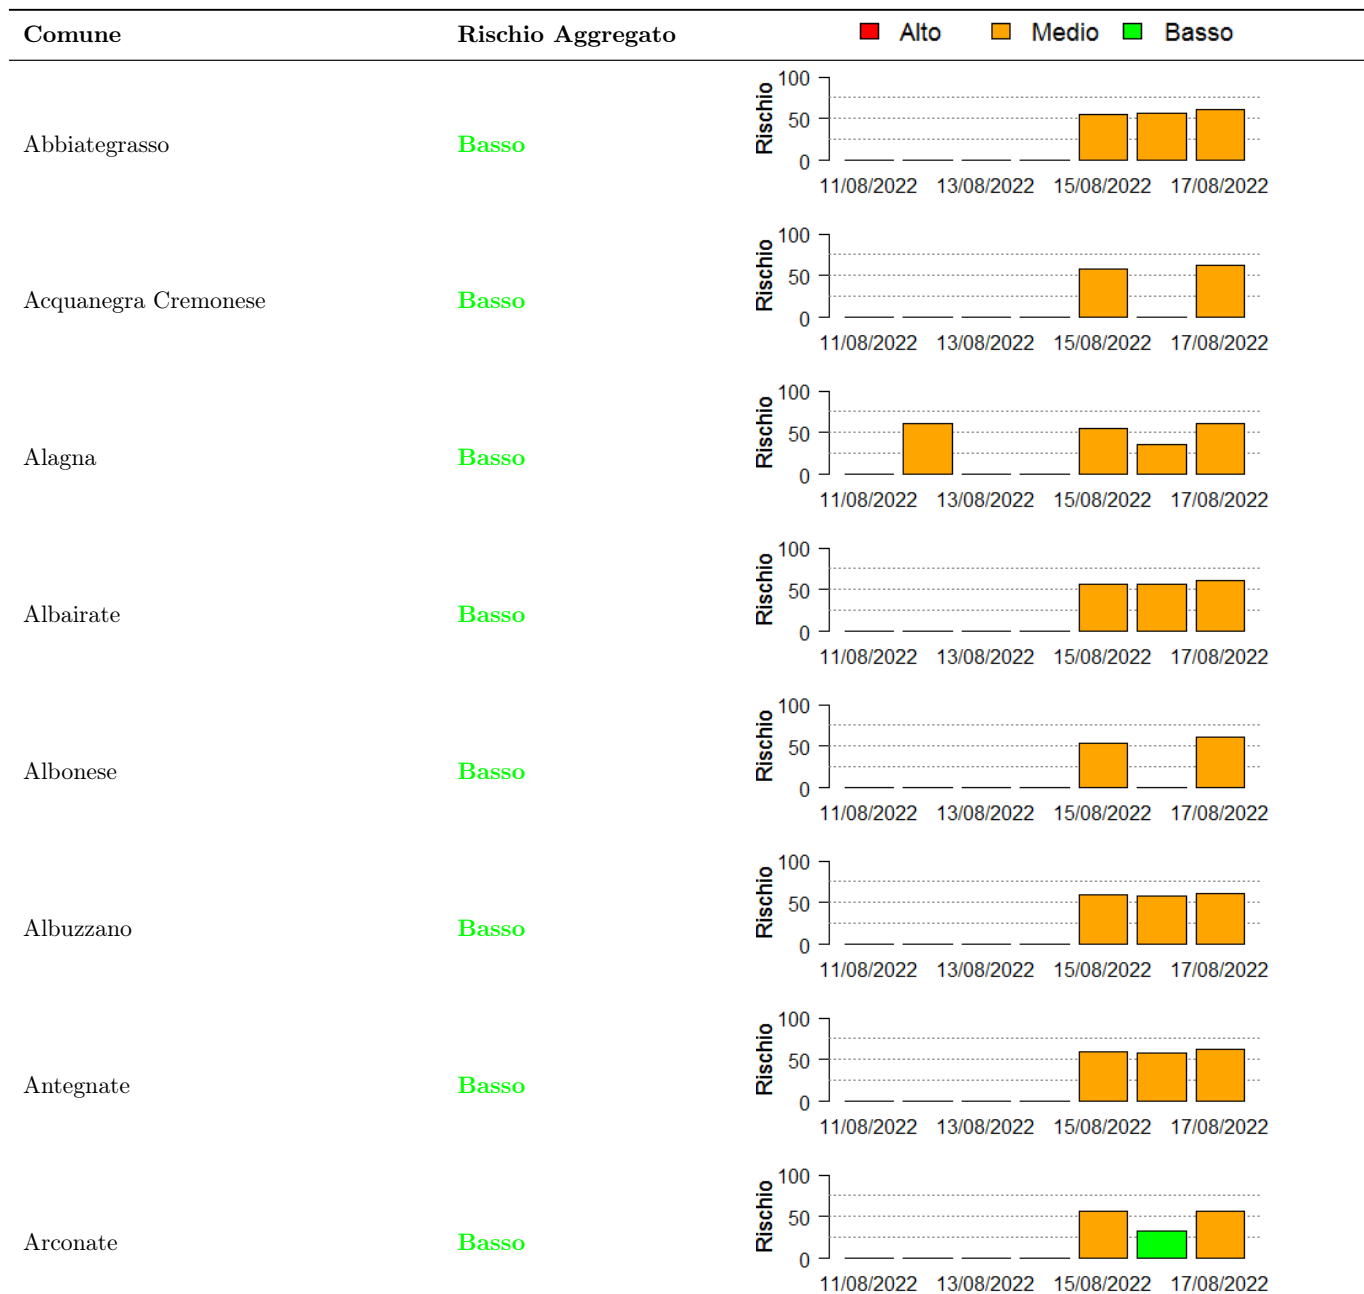 Comune Rischio Aggregato Alto Medio Basso
100
Rischio
50
Abbiategrasso Basso
0
11/08/2022 13/08/2022 15/08/2022 17/08/2022
100
Rischio
50
Acquanegra Cremonese Basso
0
11/08/2022 13/08/2022 15/08/2022 17/08/2022
100
Rischio
50
Alagna Basso
0
11/08/2022 13/08/2022 15/08/2022 17/08/2022
100
Rischio
50
Albairate Basso
0
11/08/2022 13/08/2022 15/08/2022 17/08/2022
100
Rischio
50
Albonese Basso
0
11/08/2022 13/08/2022 15/08/2022 17/08/2022
100
Rischio
50
Albuzzano Basso
0
11/08/2022 13/08/2022 15/08/2022 17/08/2022
100
Rischio
50
Antegnate Basso
0
11/08/2022 13/08/2022 15/08/2022 17/08/2022
100
Rischio
50
Arconate Basso
0
11/08/2022 13/08/2022 15/08/2022 17/08/2022